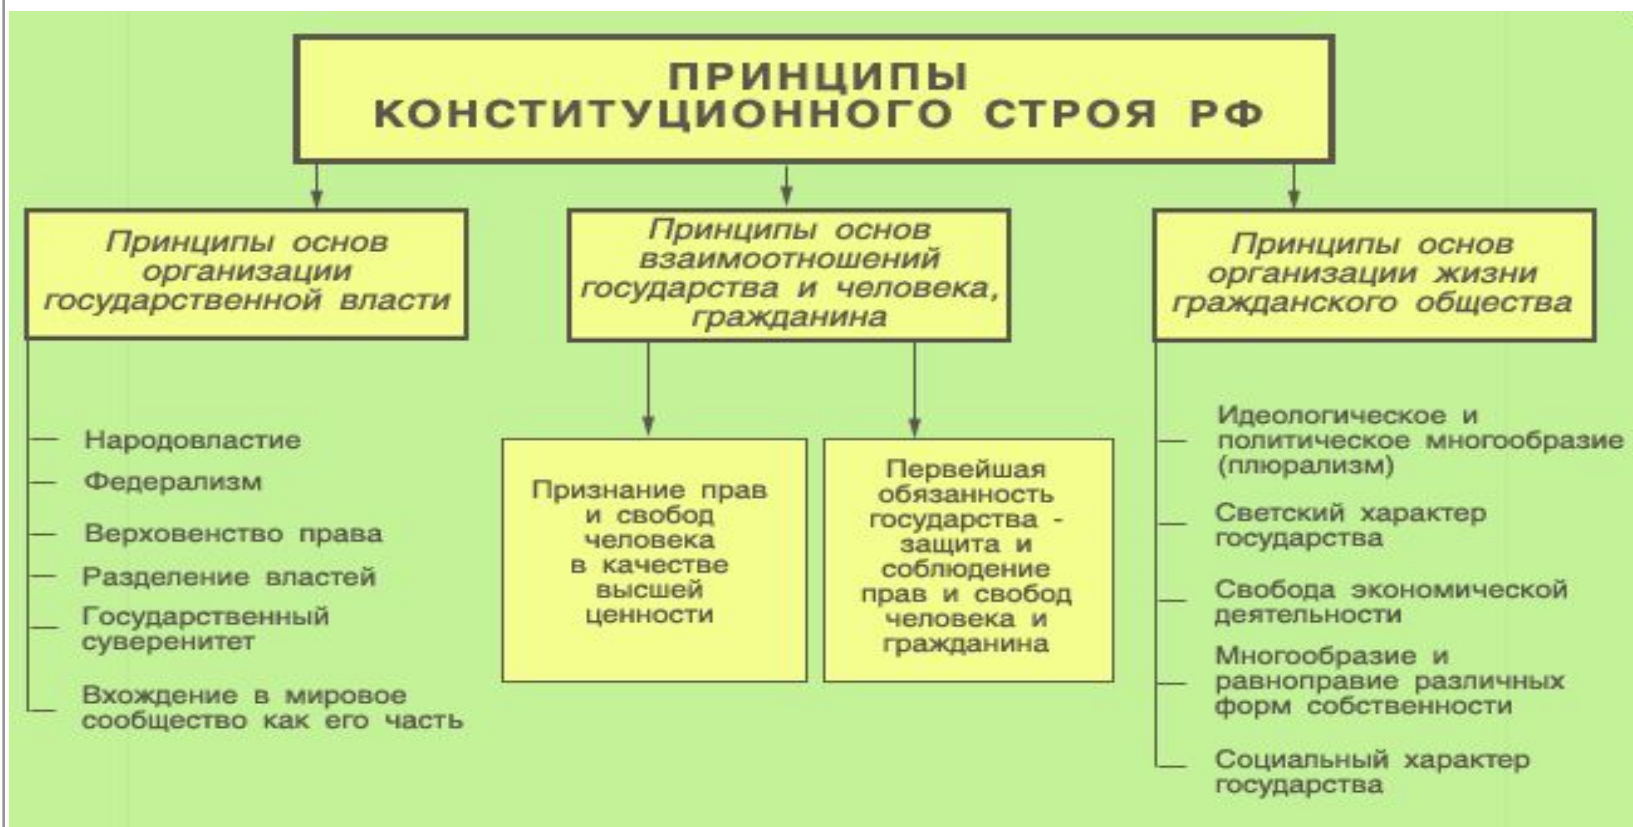 ПРИНЦИПЫ
КОНСТИТУЦИОННОГО СТРОЯ РФ
Принципы основ
организации
государственной власти
Народовластие
Федерализм
Верховенство права
Разделение властей
Государственный
суверенитет
Вхождение в мировое
сообщество как его часть
Принципы основ
взаимоотношений
государства и человека,
гражданина
Признание прав
и свобод
человека
в качестве
высшей
ценности
Первейшая
обязанность
государства -
защита и
соблюдение
прав и свобод
человека и
гражданина
Принципы основ
организации жизни
гражданского общества
Идеологическое и
политическое многообразие
(плюрализм)
Светский характер
государства
Свобода экономической
деятельности
Многообразие и
равноправие различных
форм собственности
Социальный характер
государства